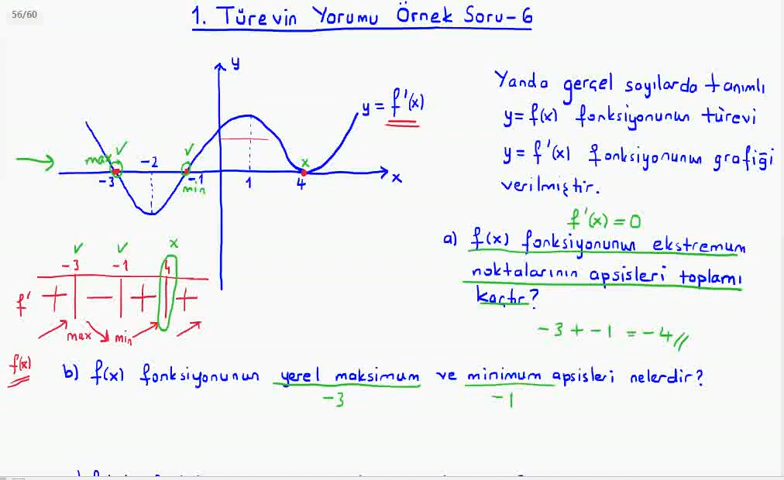 56/60
1. Türevin Yorumu Örnek Soru-6
y
y = f'(x)
max
-3
-2
-1
min
1
4
x
Yanda gerçel sayılarda tanımlı
y = f(x) fonksiyonunun türevi
y = f'(x) fonksiyonunun grafiği
verilmiştir.
f'(x) = 0
a) f(x) fonksiyonunun ekstremum
noktalarının apsisleri toplamı
kaçtır?
-3 + -1 = -4 //
-3 -1 4
f' + - + +
max min
f(x)
b) f(x) fonksiyonunun yerel maksimum ve minimum apsisleri nelerdir?
-3 -1